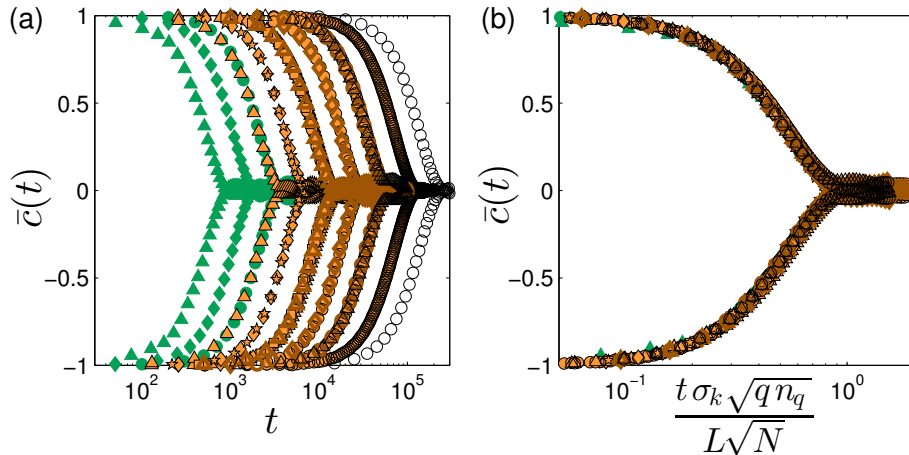 (a)
1
0.5
0
−0.5
−1
c̄(t)
10² 10³ 10⁴ 10⁵
t
(b)
1
0.5
0
−0.5
−1
c̄(t)
10⁻¹ 10⁰
t σₖ √(q n_q)
L√N